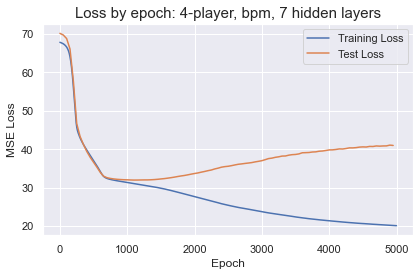 Loss by epoch: 4-player, bpm, 7 hidden layers
Training Loss
Test Loss
MSE Loss
70
60
50
40
30
20
0 1000 2000 3000 4000 5000
Epoch